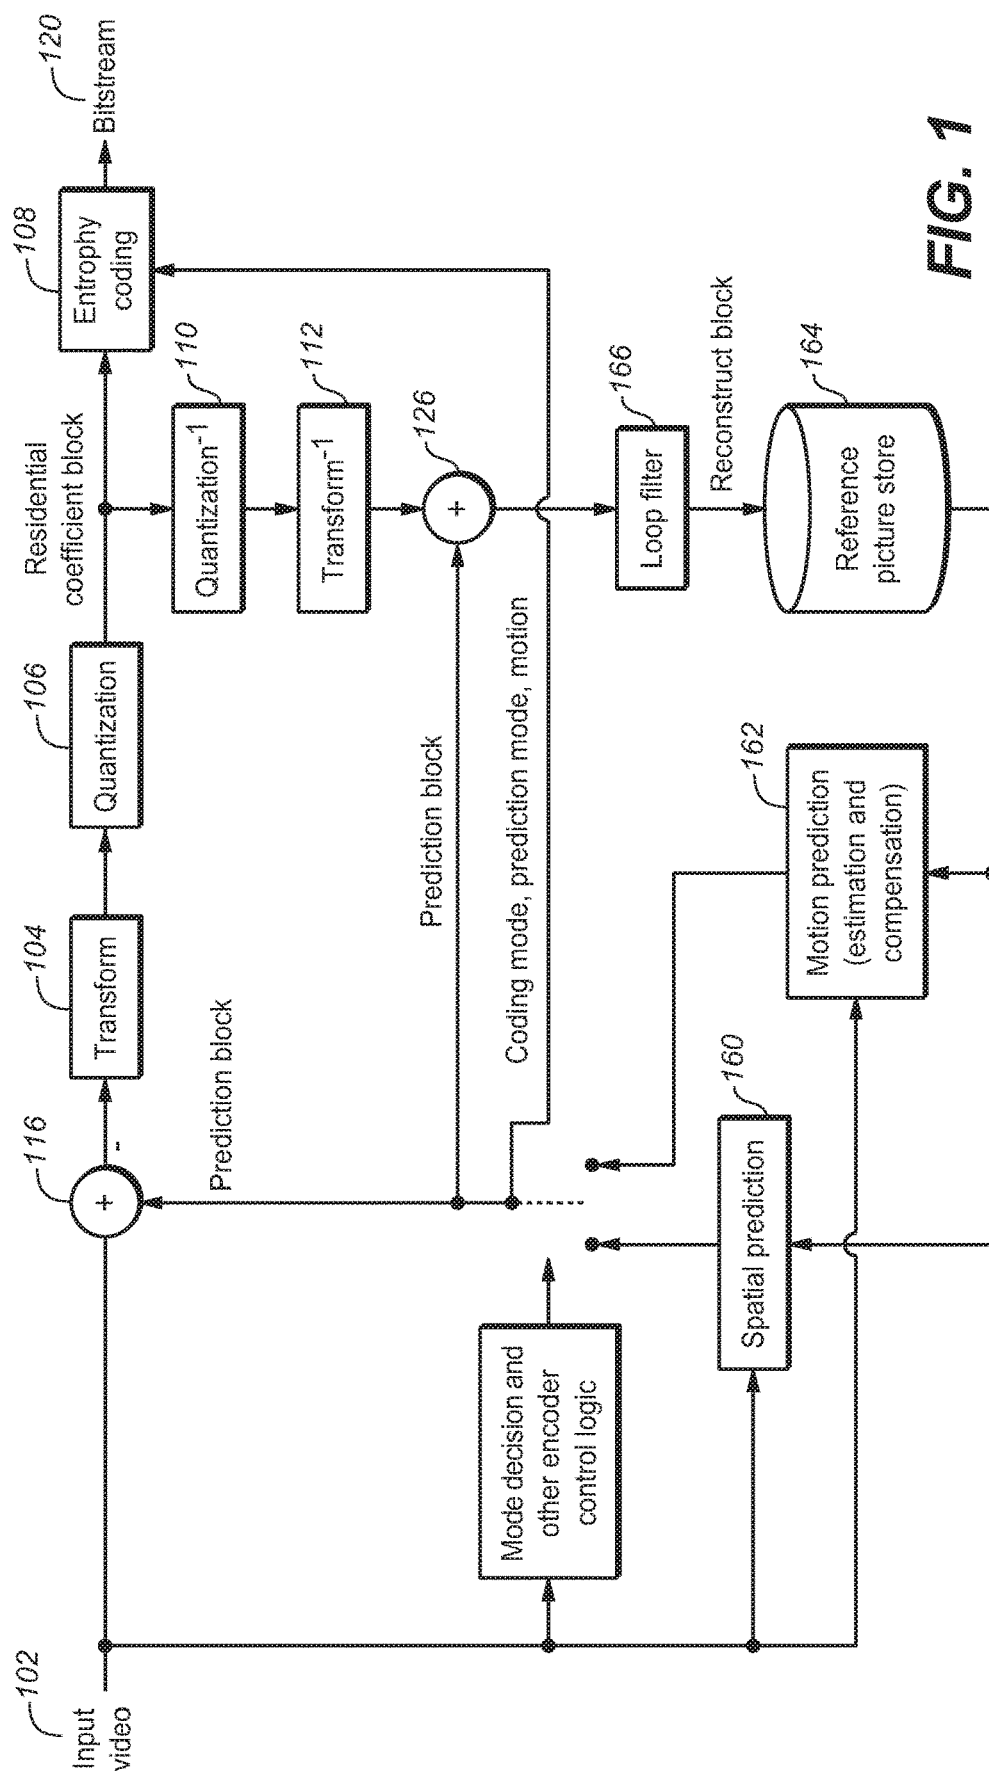 102
Input
video
116
+
-
104
Transform
106
Quantization
Residential
coefficient block
108
Entrophy
coding
120
Bitstream
Prediction block
110
Quantization-1
112
Transform-1
126
+
Prediction block
Coding mode, prediction mode, motion
Mode decision and
other encoder
control logic
166
Loop filter
Reconstruct block
160
Spatial prediction
162
Motion prediction
(estimation and
compensation)
164
Reference
picture store
FIG. 1